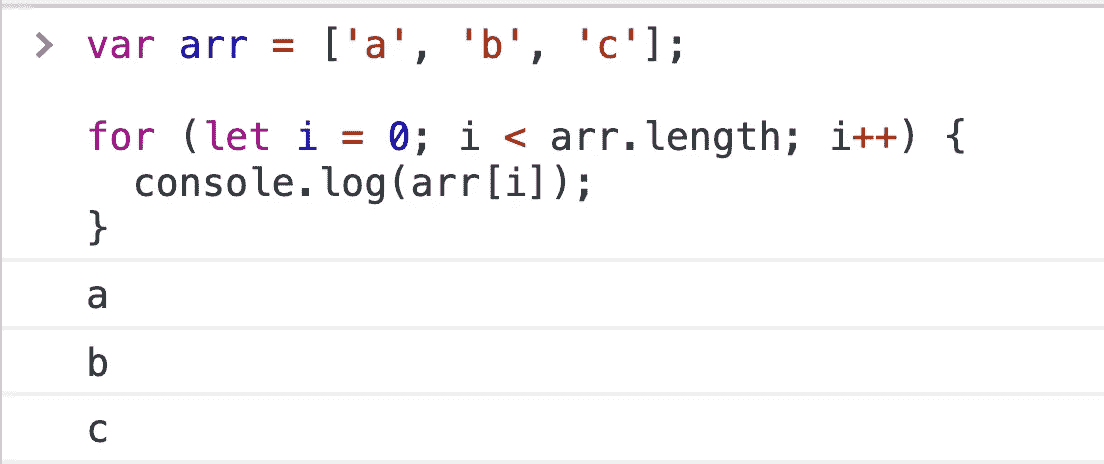 > var arr = ['a', 'b', 'c'];
for (let i = 0; i < arr.length; i++) {
console.log(arr[i]);
}
a
b
c